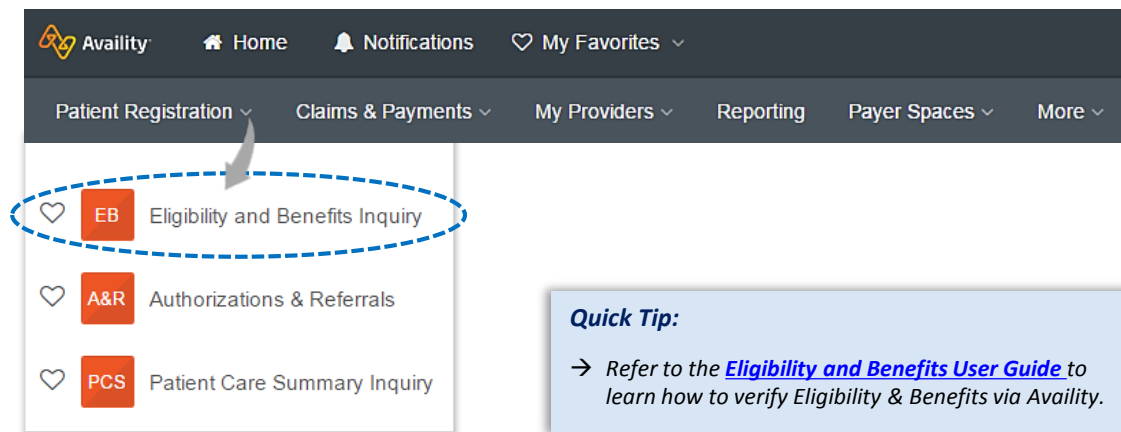 Availity Home Notifications My Favorites
Patient Registration Claims & Payments My Providers Reporting Payer Spaces More
EB Eligibility and Benefits Inquiry
A&R Authorizations & Referrals
PCS Patient Care Summary Inquiry
Quick Tip:
→ Refer to the Eligibility and Benefits User Guide to
learn how to verify Eligibility & Benefits via Availity.